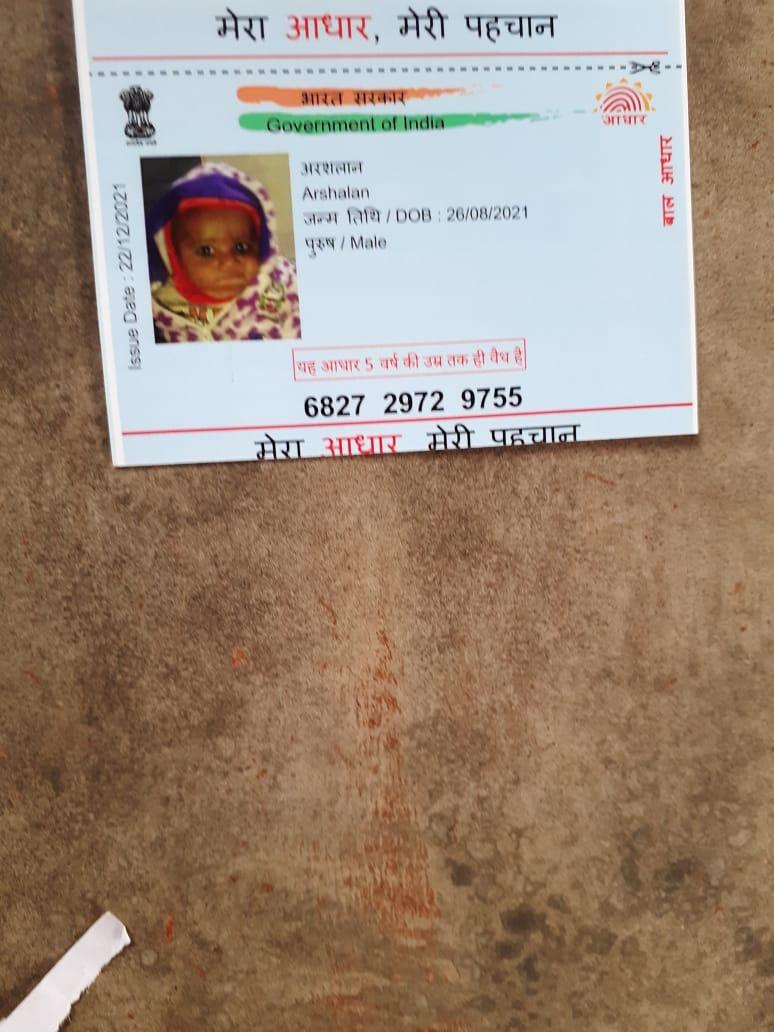 मेरा आधार, मेरी पहचान
भारत सरकार
Government of India
आधार
बाल आधार
Issue Date : 22/12/2021
अरशलान
Arshalan
जन्म तिथि / DOB : 26/08/2021
पुरुष / Male
यह आधार 5 वर्ष की उम्र तक ही वैध है
6827 2972 9755
मेरा आधार मेरी पहचान